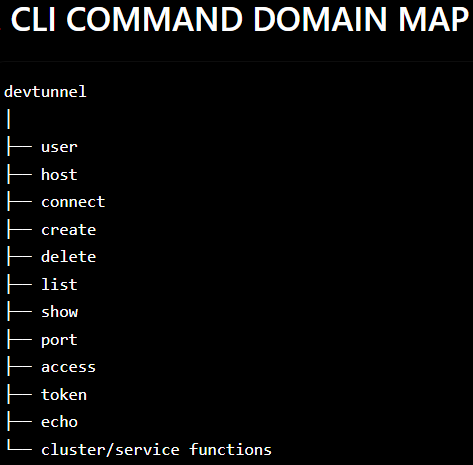 CLI COMMAND DOMAIN MAP
devtunnel
│
├── user
├── host
├── connect
├── create
├── delete
├── list
├── show
├── port
├── access
├── token
├── echo
└── cluster/service functions